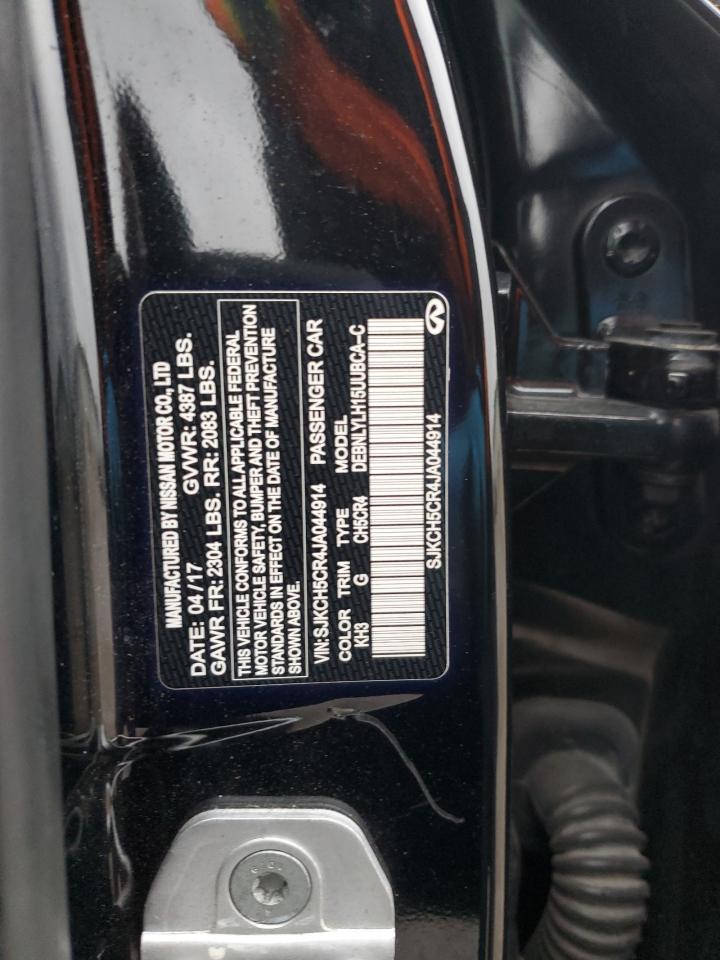 MANUFACTURED BY NISSAN MOTOR CO., LTD
DATE: 04/17 GVWR: 4387 LBS.
GAWR FR: 2304 LBS. RR: 2083 LBS.
THIS VEHICLE CONFORMS TO ALL APPLICABLE FEDERAL
MOTOR VEHICLE SAFETY, BUMPER AND THEFT PREVENTION
STANDARDS IN EFFECT ON THE DATE OF MANUFACTURE
SHOWN ABOVE.
VIN: SJKCH5CR4JA044914 PASSENGER CAR
COLOR TRIM TYPE MODEL
KH3 G CH5CR4 DEBNLYLH15UUBCA-C
SJKCH5CR4JA044914